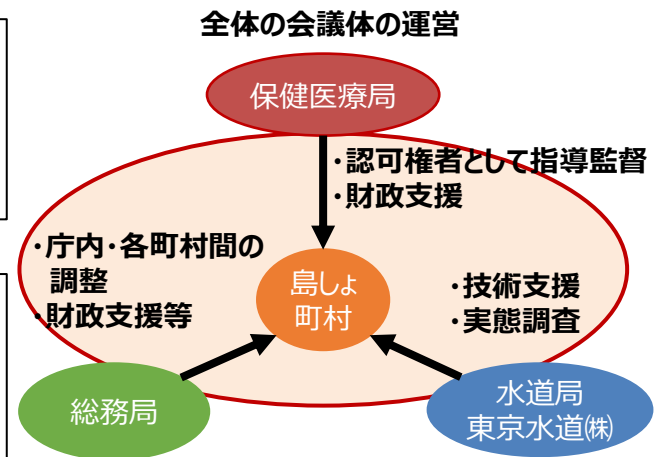 全体の会議体の運営
保健医療局
・認可権者として指導監督
・財政支援
・庁内・各町村間の
調整
・財政支援等
島しょ
町村
・技術支援
・実態調査
総務局
水道局
東京水道㈱